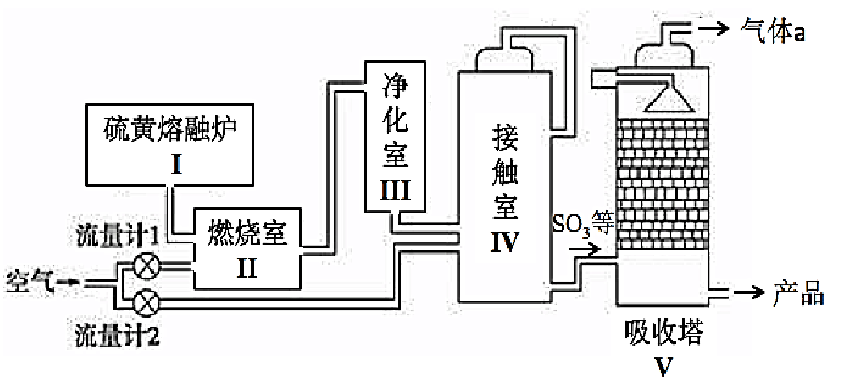 气体a
净化室
III
硫黄熔融炉
I
接触室
IV
SO₃等
流量计1
燃烧室
II
空气
流量计2
产品
吸收塔
V